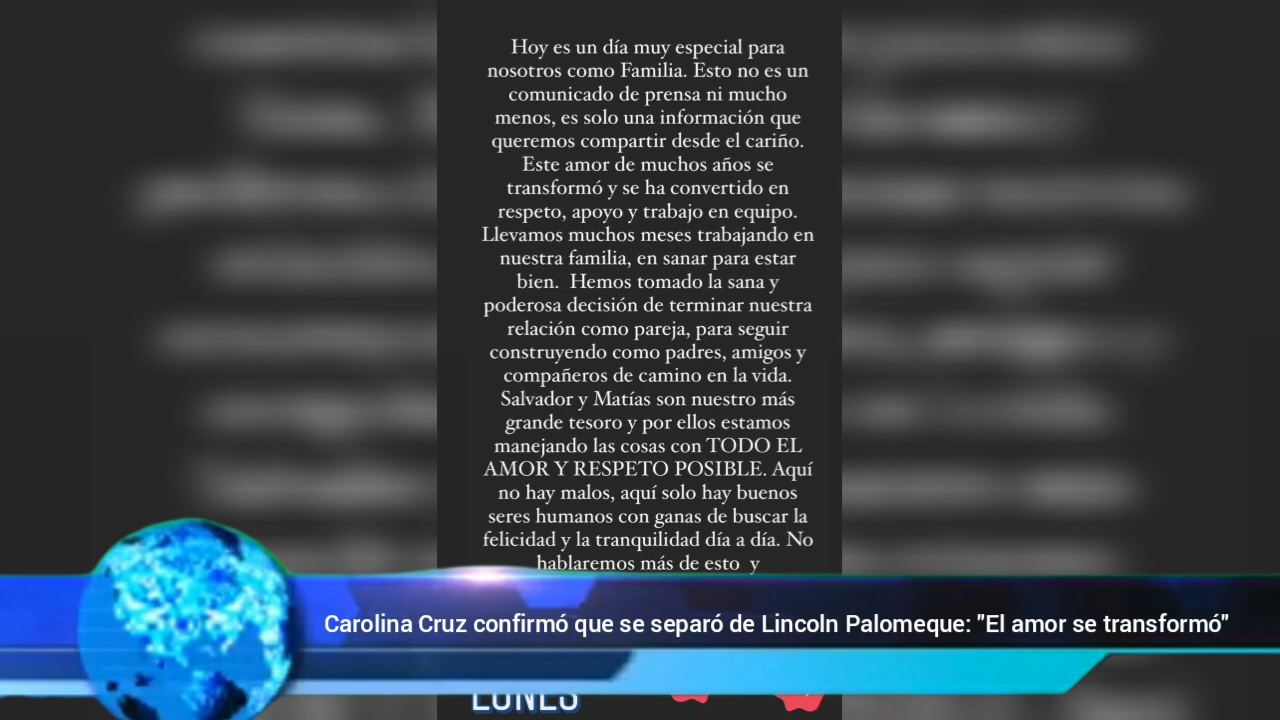 Hoy es un día muy especial para
nosotros como Familia. Esto no es un
comunicado de prensa ni mucho
menos, es solo una información que
queremos compartir desde el cariño.
Este amor de muchos años se
transformó y se ha convertido en
respeto, apoyo y trabajo en equipo.
Llevamos muchos meses trabajando en
nuestra familia, en sanar para estar
bien.  Hemos tomado la sana y
poderosa decisión de terminar nuestra
relación como pareja, para seguir
construyendo como padres, amigos y
compañeros de camino en la vida.
Salvador y Matías son nuestro más
grande tesoro y por ellos estamos
manejando las cosas con TODO EL
AMOR Y RESPETO POSIBLE. Aquí
no hay malos, aquí solo hay buenos
seres humanos con ganas de buscar la
felicidad y la tranquilidad día a día. No
hablaremos más de esto  y
Carolina Cruz confirmó que se separó de Lincoln Palomeque: "El amor se transformó"
LUNES